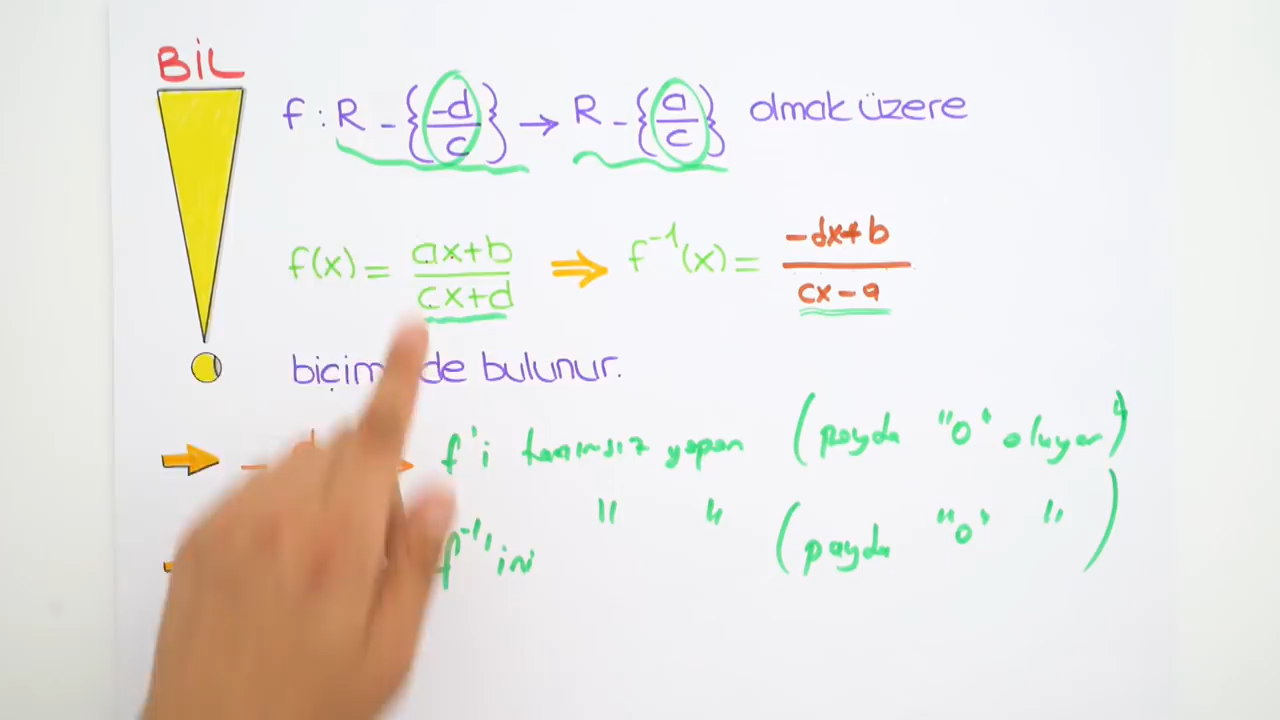 BİL
f : R - {-d/c} → R - {a/c} olmak üzere
f(x) = ax+b/cx+d ⇒ f⁻¹(x) = -dx+b/cx-a
de bulunur.
→ - f'i tanımsız yapan (payda "0" oluyor)
f⁻¹'ini " " (payda "0" ")